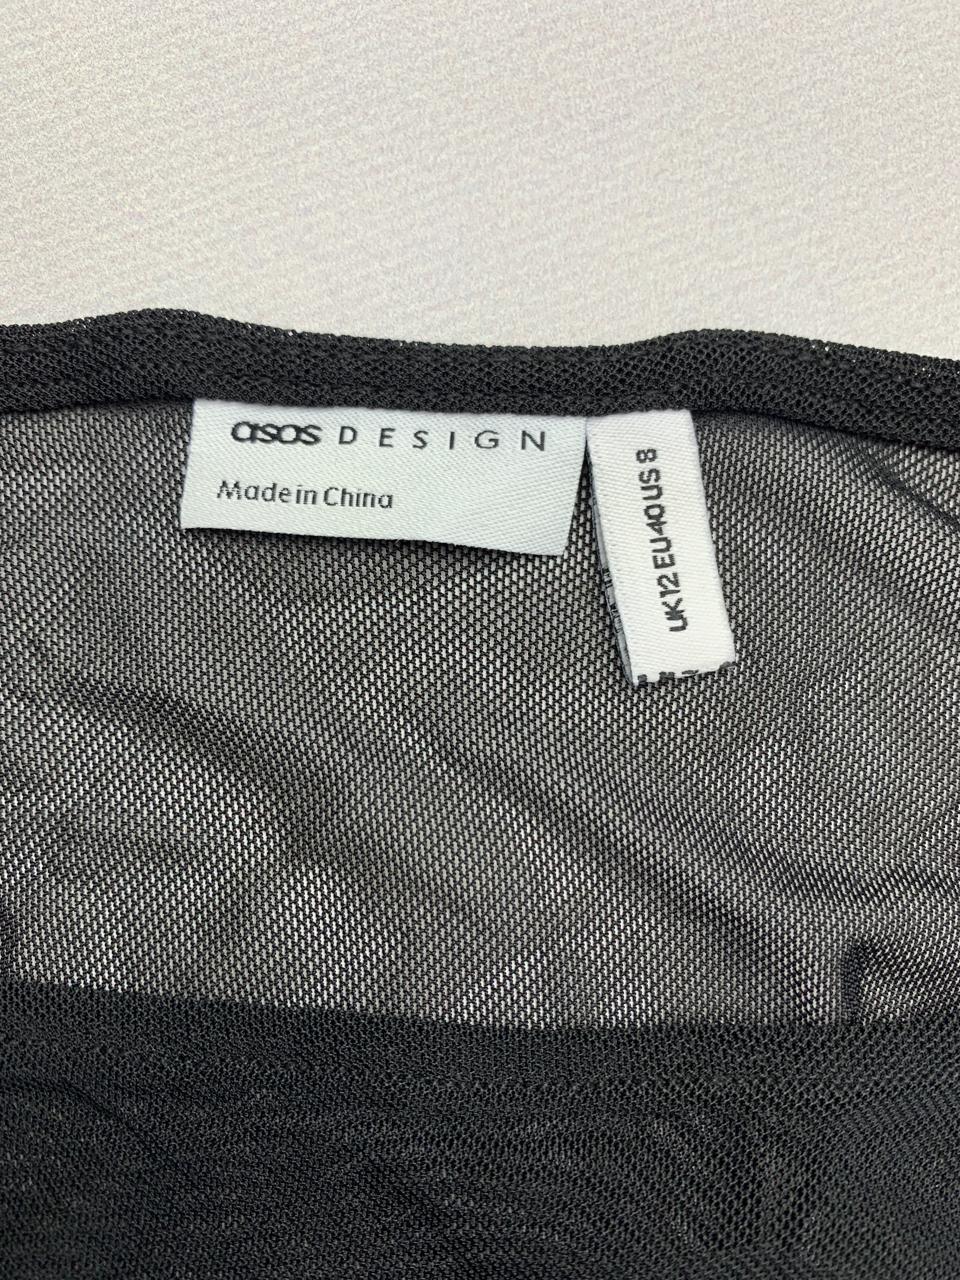 asos DESIGN
Made in China
UK 12 EU 40 US 8